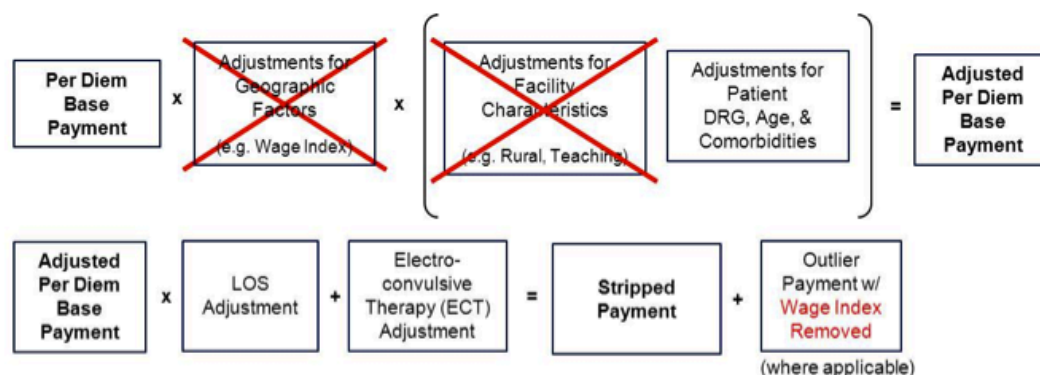 Per Diem
Base
Payment
x
Adjustments for
Geographic
Factors
(e.g. Wage Index)
x
Adjustments for
Facility
Characteristics
(e.g. Rural, Teaching)
Adjustments for
Patient
DRG, Age, &
Comorbidities
=
Adjusted
Per Diem
Base
Payment
Adjusted
Per Diem
Base
Payment
x
LOS
Adjustment
+
Electro-
convulsive
Therapy (ECT)
Adjustment
=
Stripped
Payment
+
Outlier
Payment w/
Wage Index
Removed
(where applicable)